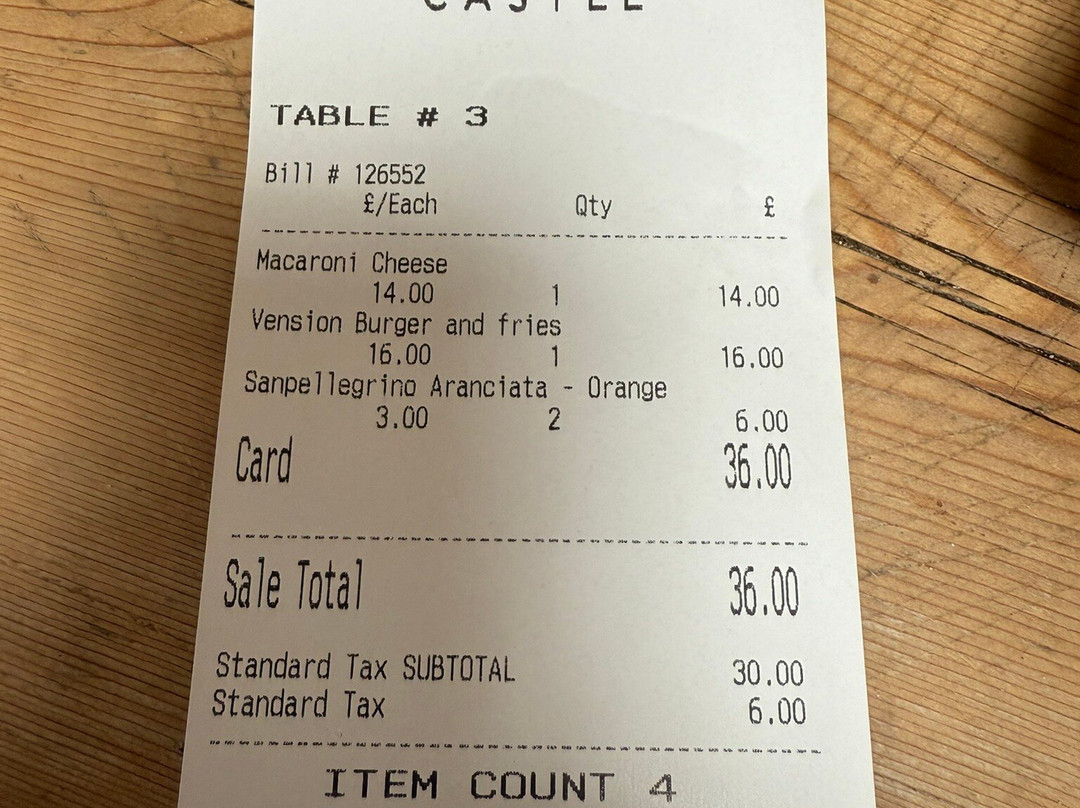 CASTLE
TABLE # 3
Bill # 126552
£/Each Qty £
Macaroni Cheese
14.00 1 14.00
Vension Burger and fries
16.00 1 16.00
Sanpellegrino Aranciata - Orange
3.00 2 6.00
Card 36.00
Sale Total 36.00
Standard Tax SUBTOTAL 30.00
Standard Tax 6.00
ITEM COUNT 4